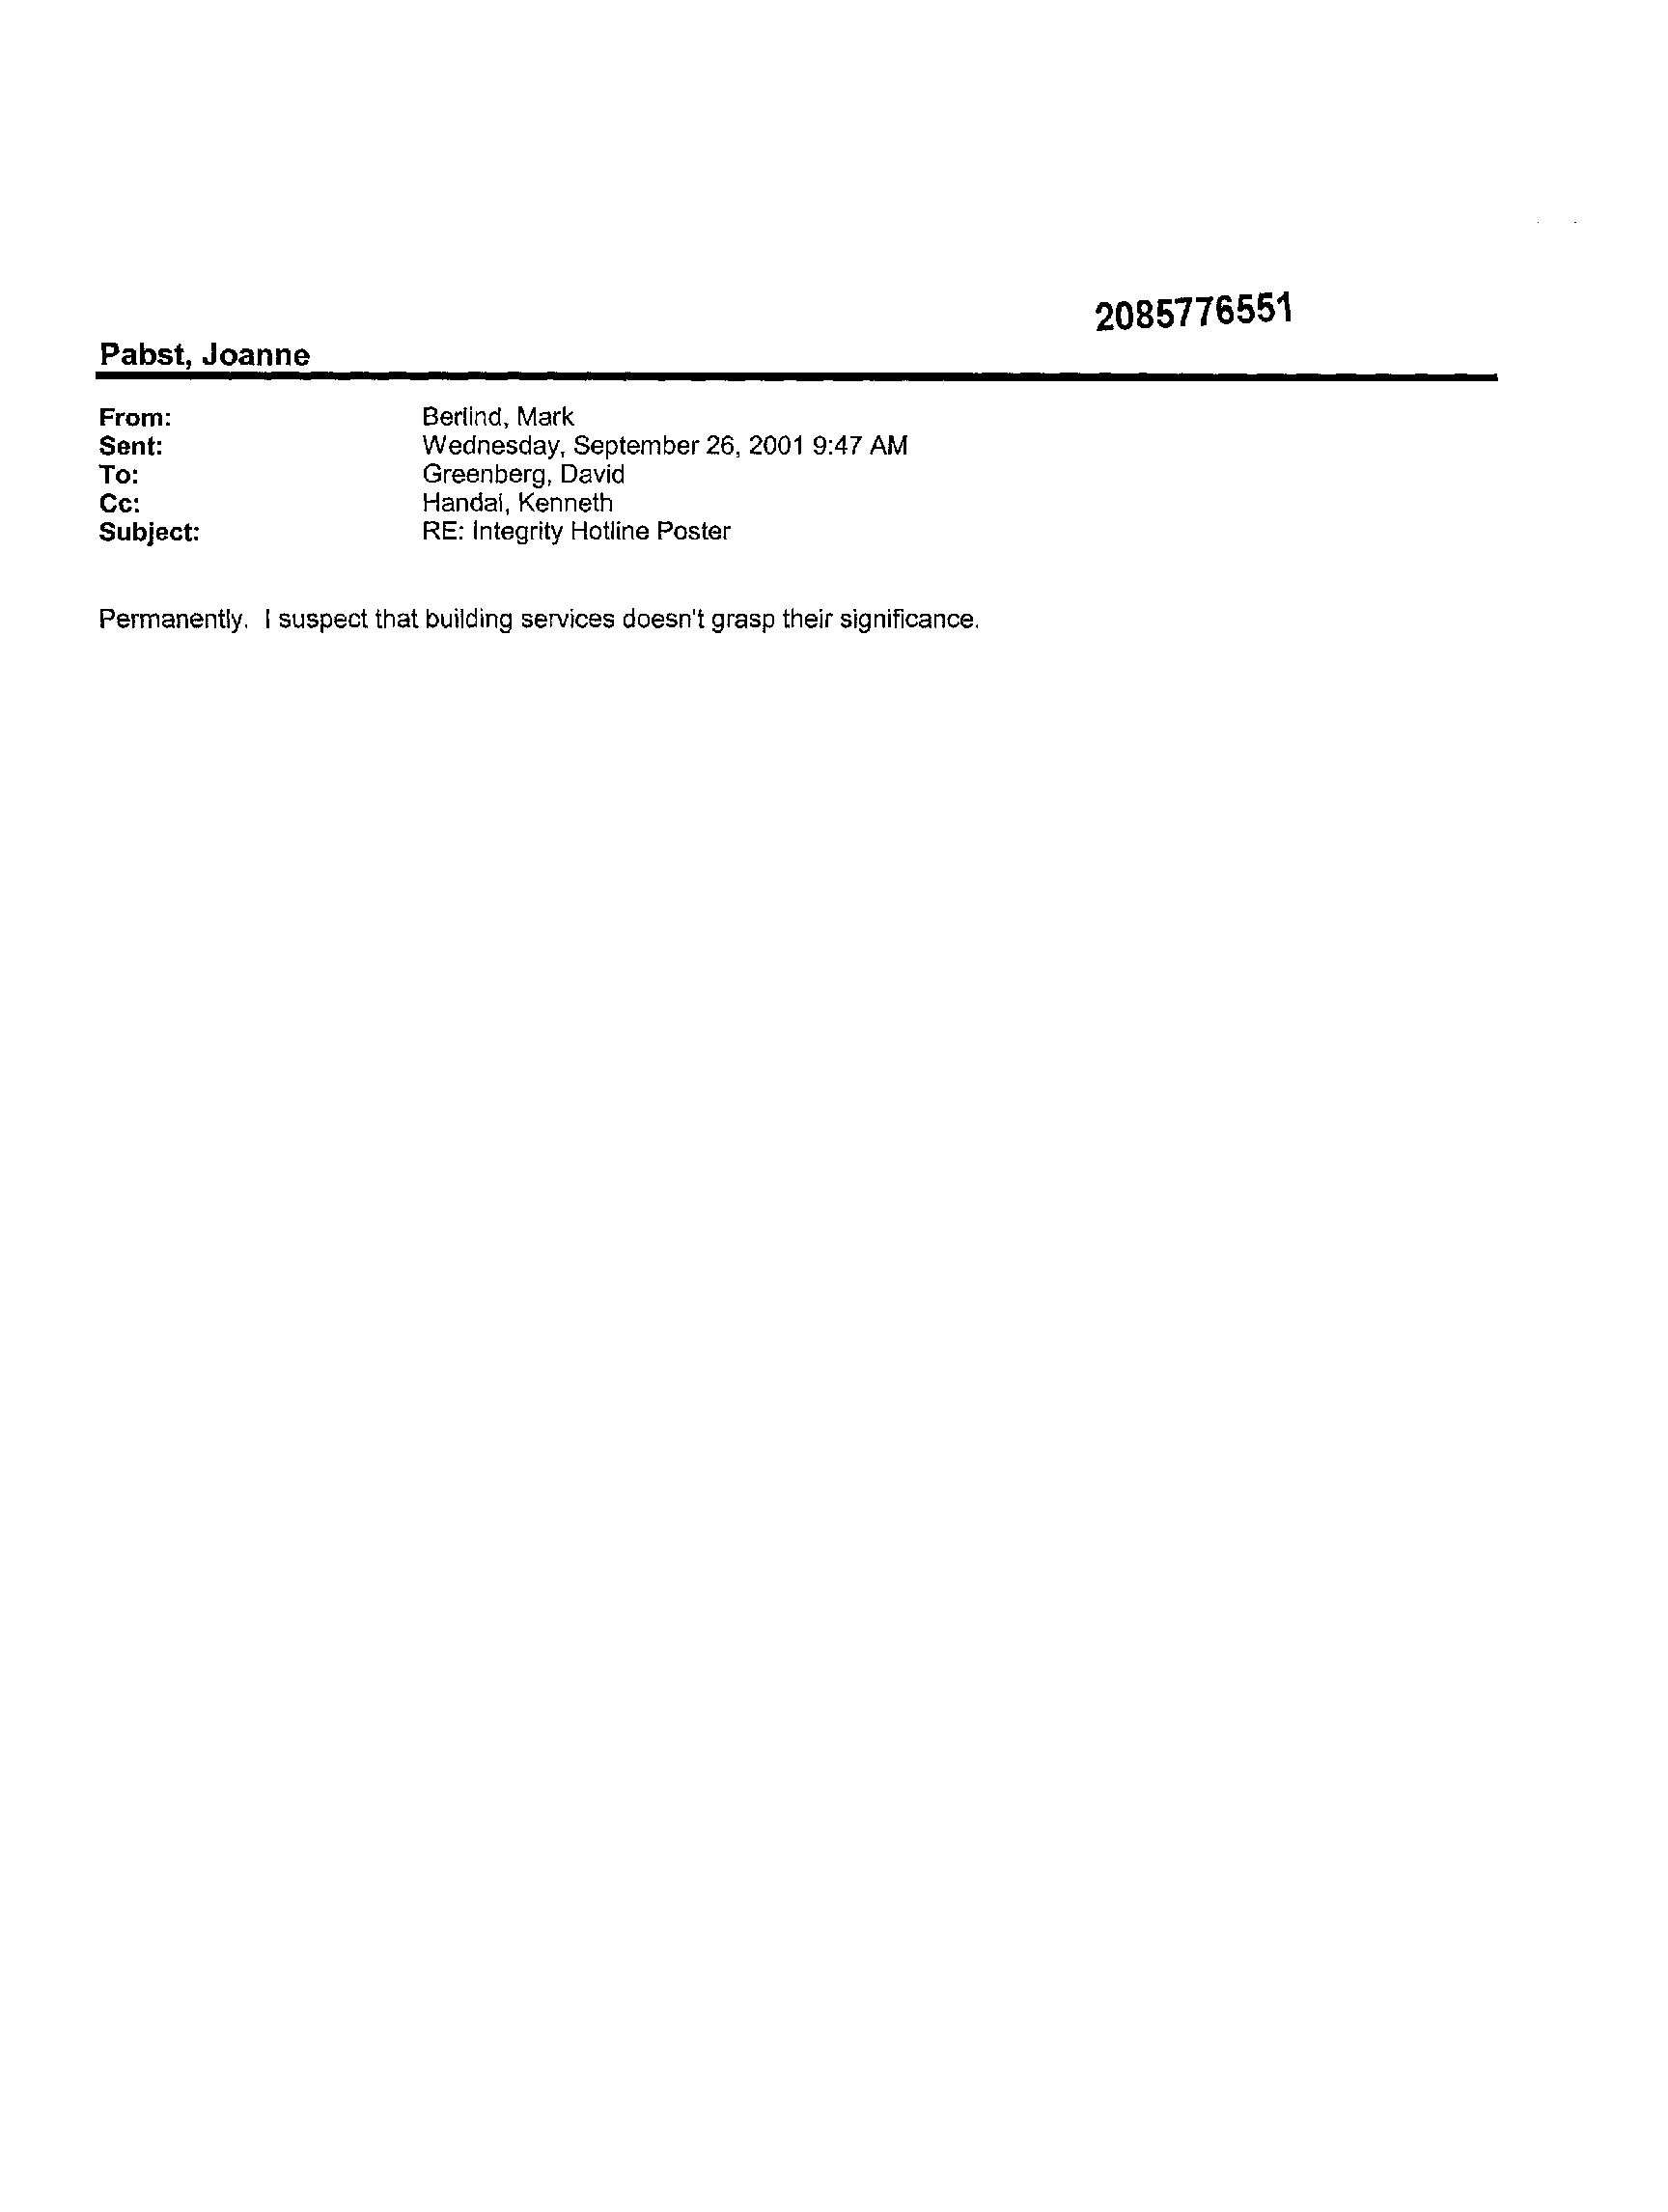 2085776551
Pabst, Joanne
From: Berlind, Mark
Sent: Wednesday, September 26, 2001 9:47 AM
To: Greenberg, David
Cc: Handal, Kenneth
Subject: RE: Integrity Hotline Poster
Permanently. I suspect that building services doesn't grasp their significance.